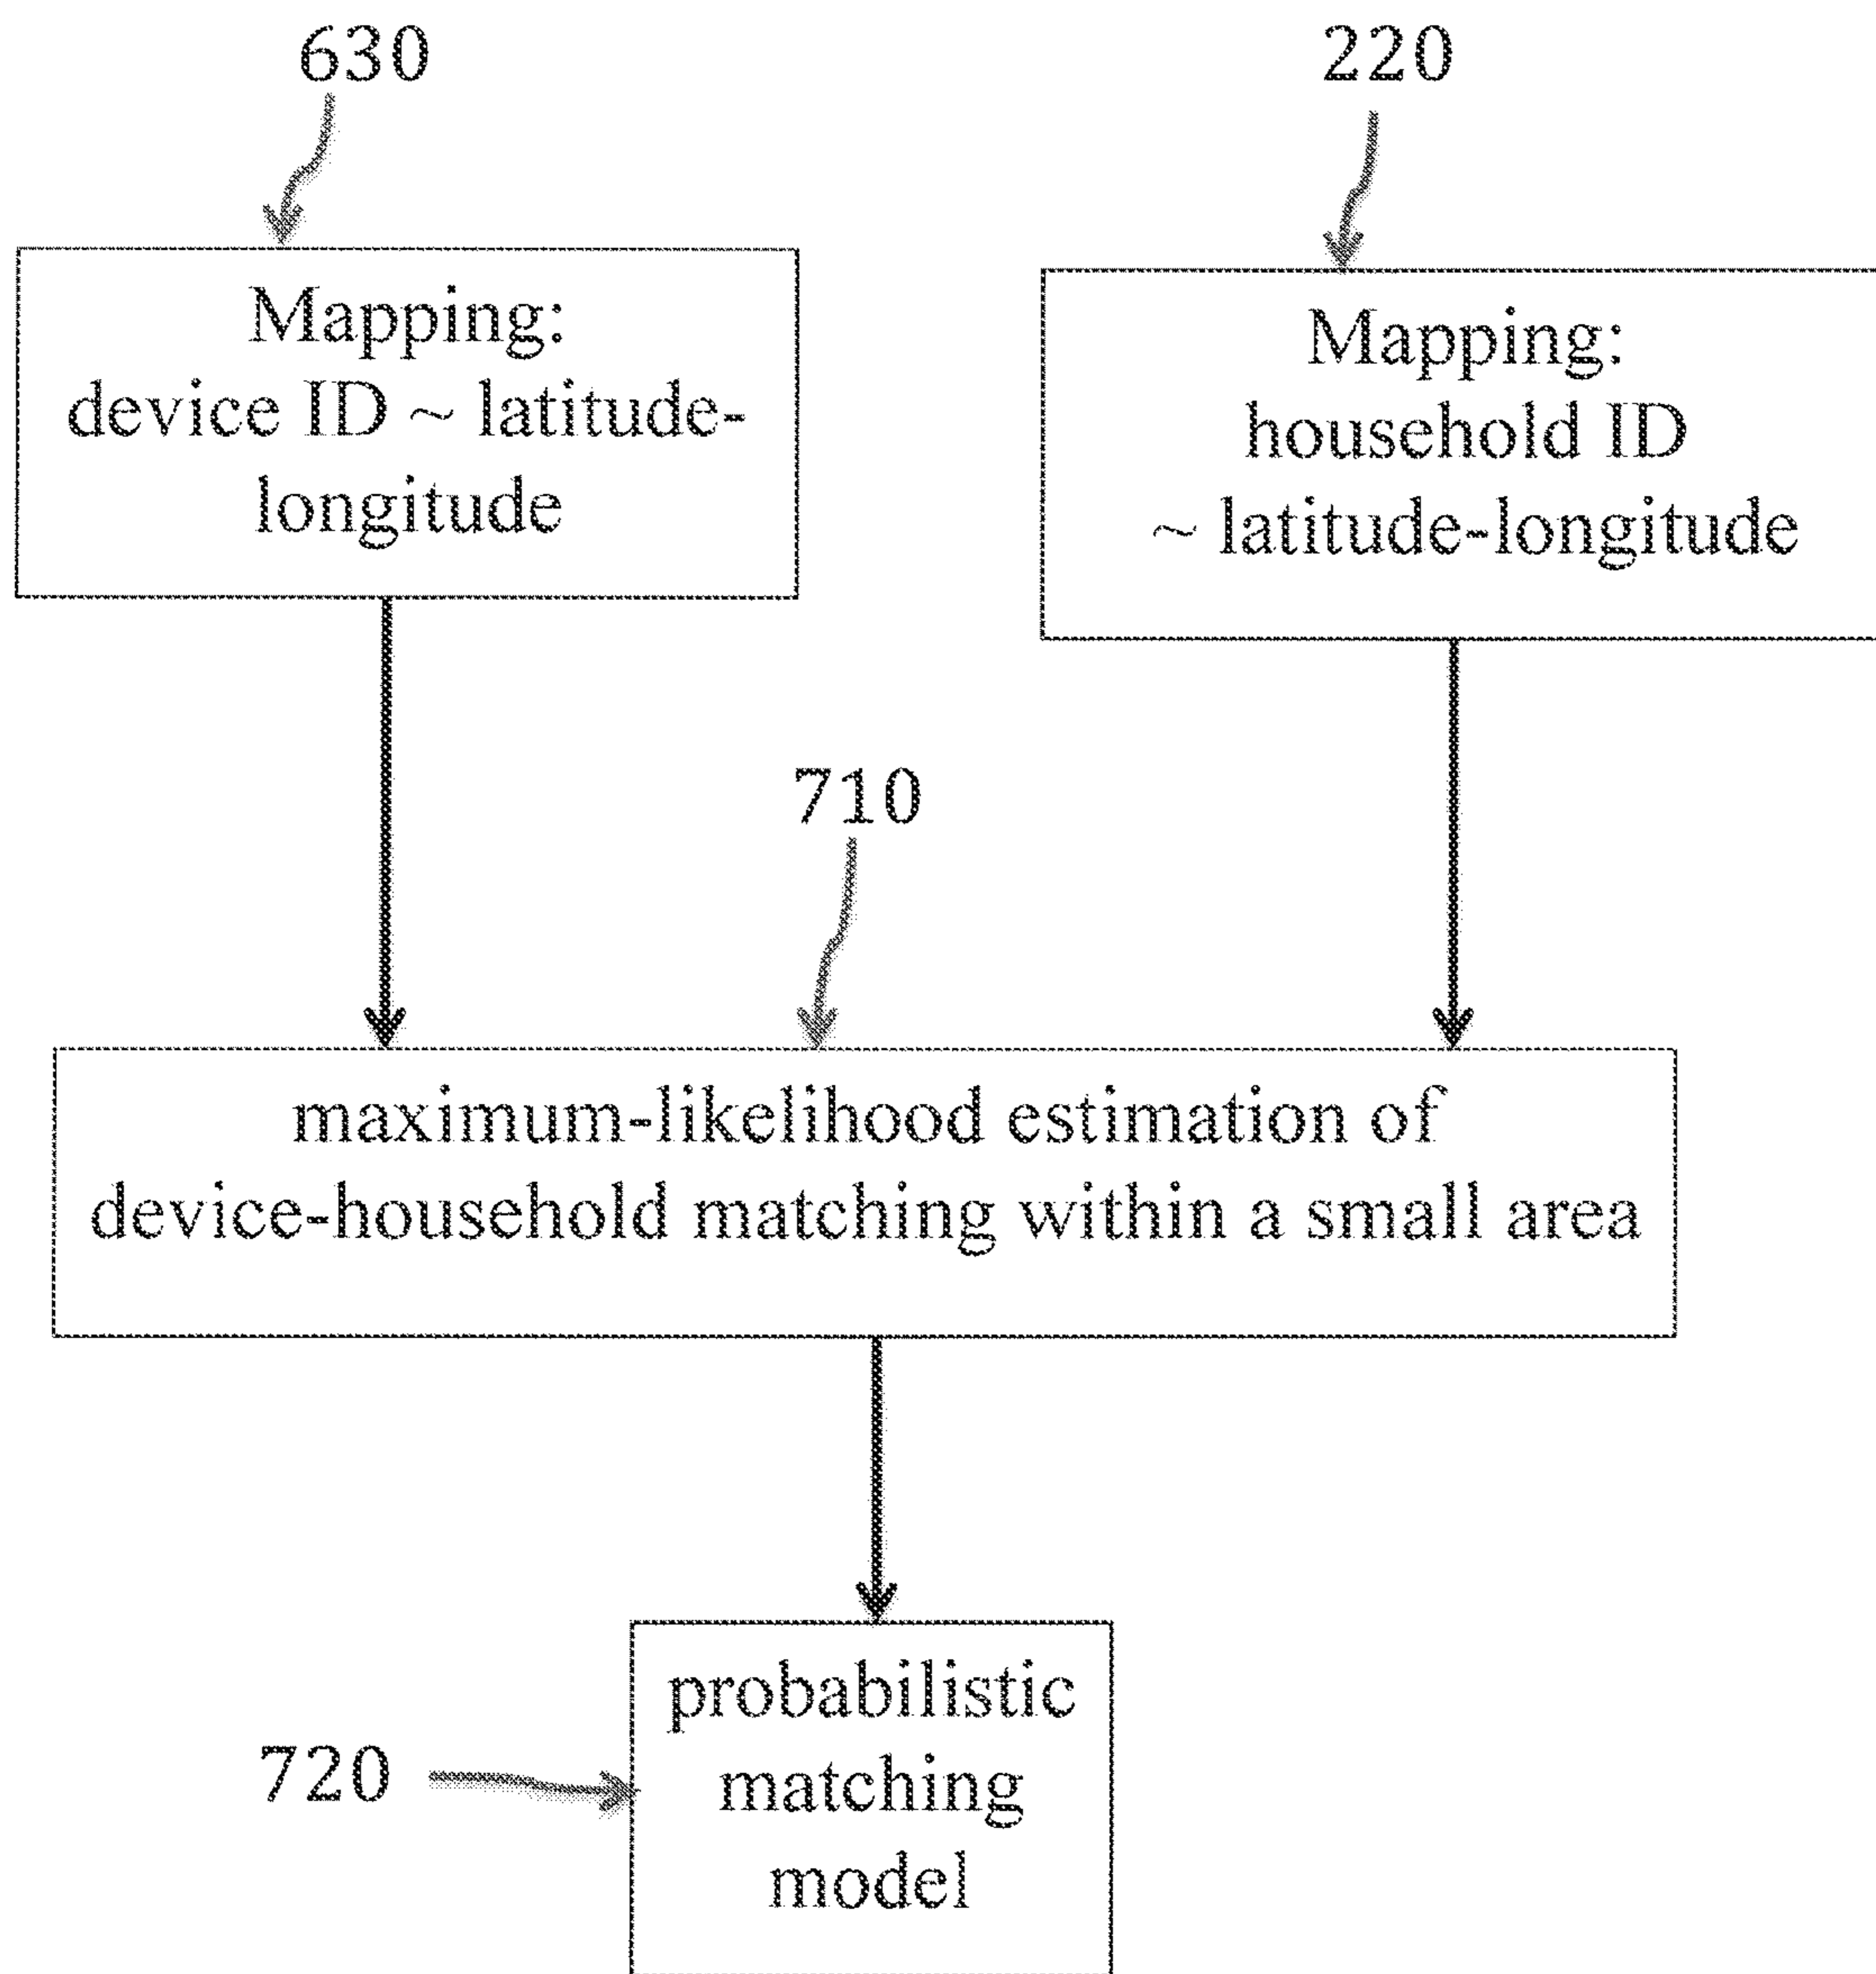 630
220
Mapping:
device ID ~ latitude-
longitude
Mapping:
household ID
~ latitude-longitude
710
maximum-likelihood estimation of
device-household matching within a small area
probabilistic
matching
model
720